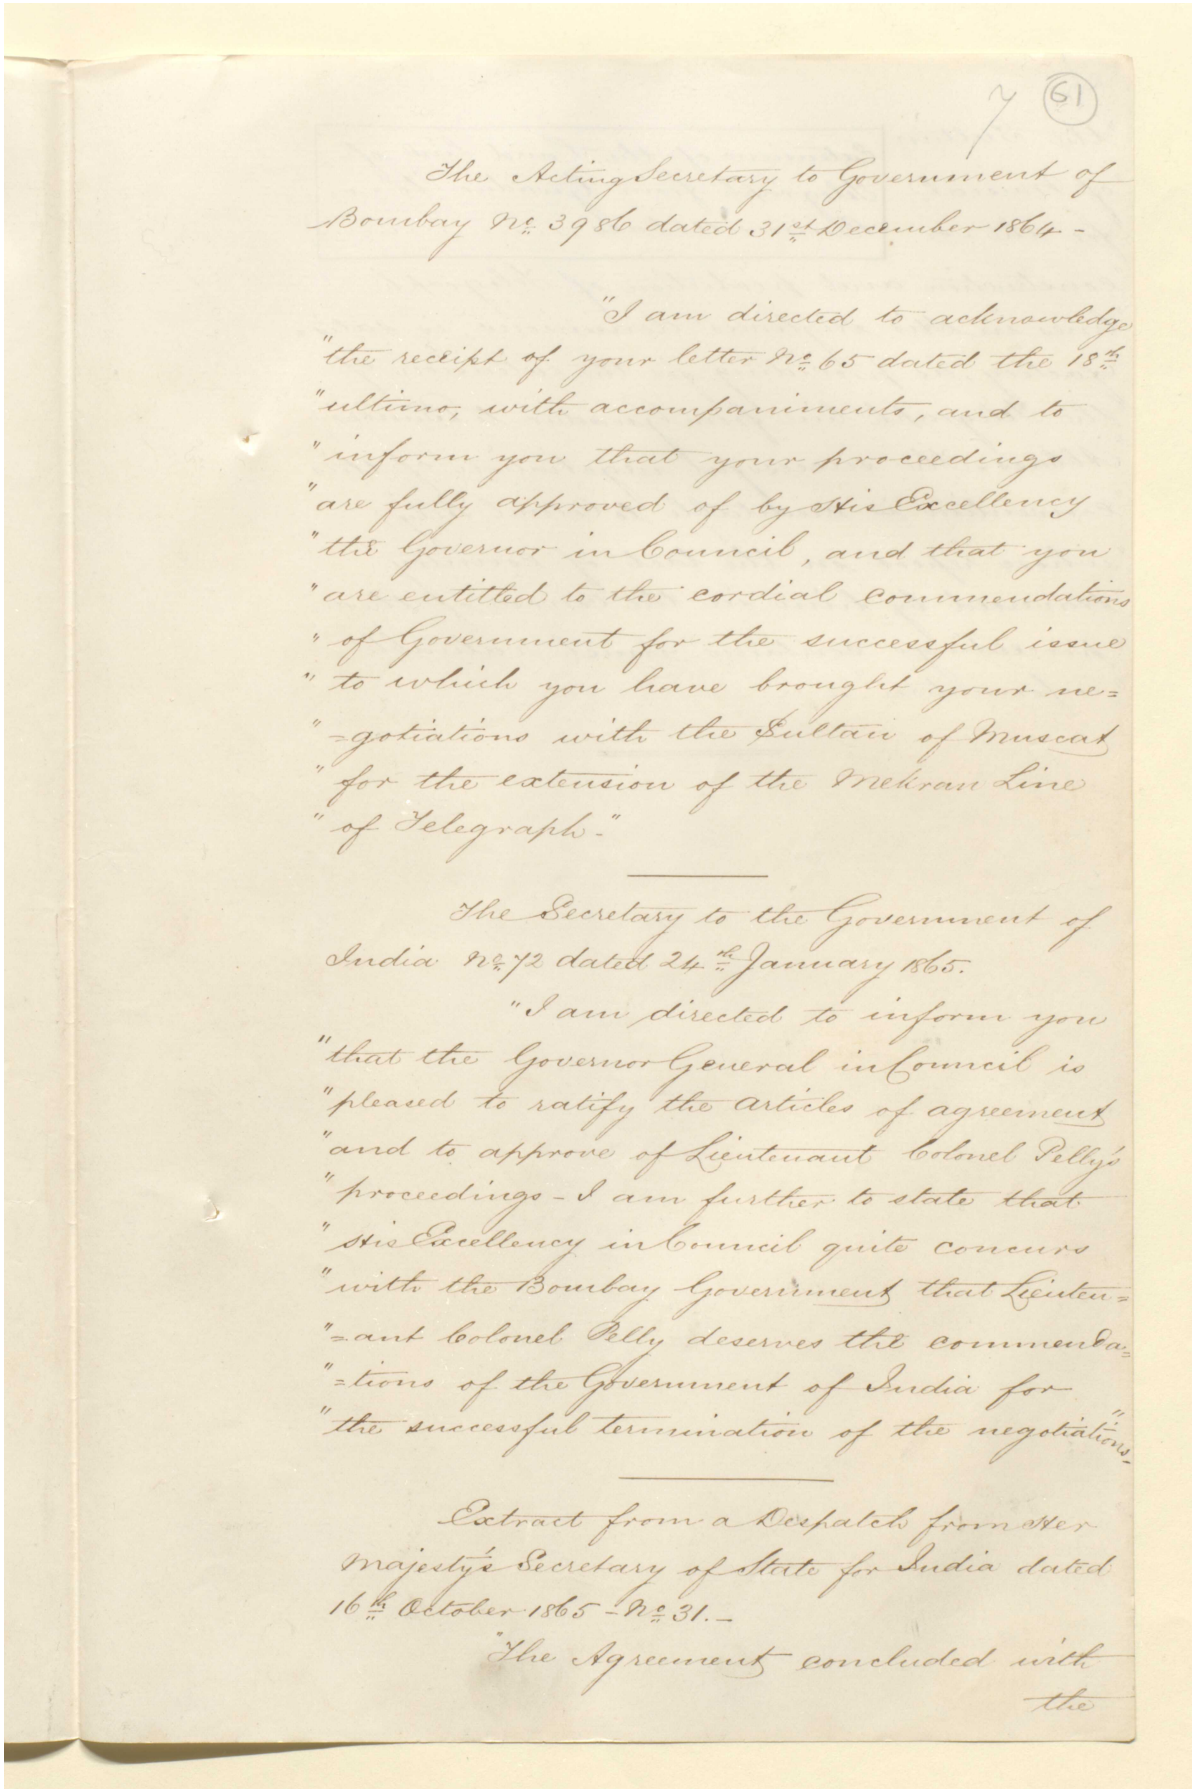 7 61
The Acting Secretary to Government of
Bombay No 3986 dated 31st December 1864 -
"I am directed to acknowledge
"the receipt of your letter No 65 dated the 18th
"ultimo, with accompaniments, and to
"inform you that your proceedings
"are fully approved of by His Excellency
"the Governor in Council, and that you
"are entitled to the cordial commendations
"of Government for the successful issue
"to which you have brought your ne=
"=gotiations with the Sultan of Muscat
"for the extension of the Mekran Line
"of Telegraph."
The Secretary to the Government of
India No 72 dated 24th January 1865.
"I am directed to inform you
"that the Governor General in Council is
"pleased to ratify the articles of agreement
"and to approve of Lieutenant Colonel Pelly's
"proceedings - I am further to state that
"His Excellency in Council quite concurs
"with the Bombay Government that Lieuten=
"=ant Colonel Pelly deserves the commenda=
"=tions of the Government of India for
"the successful termination of the negotiations."
Extract from a Despatch from Her
Majesty's Secretary of State for India dated
16th October 1865 - No 31. -
"The Agreement concluded with
the